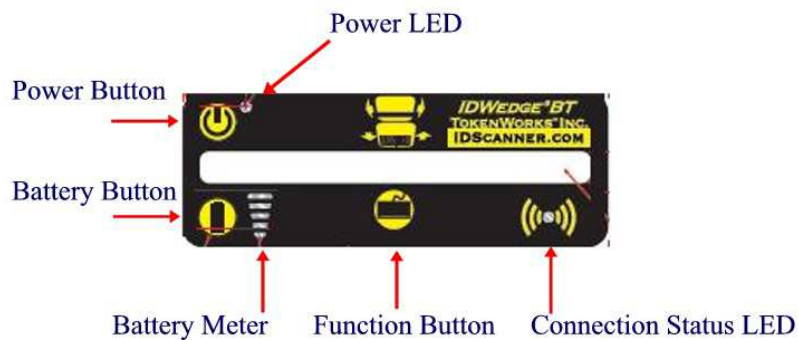 Power LED
Power Button
IDWEDGE®BT
TOKENWORKS™INC.
IDSCANNER.COM
Battery Button
Battery Meter
Function Button
Connection Status LED